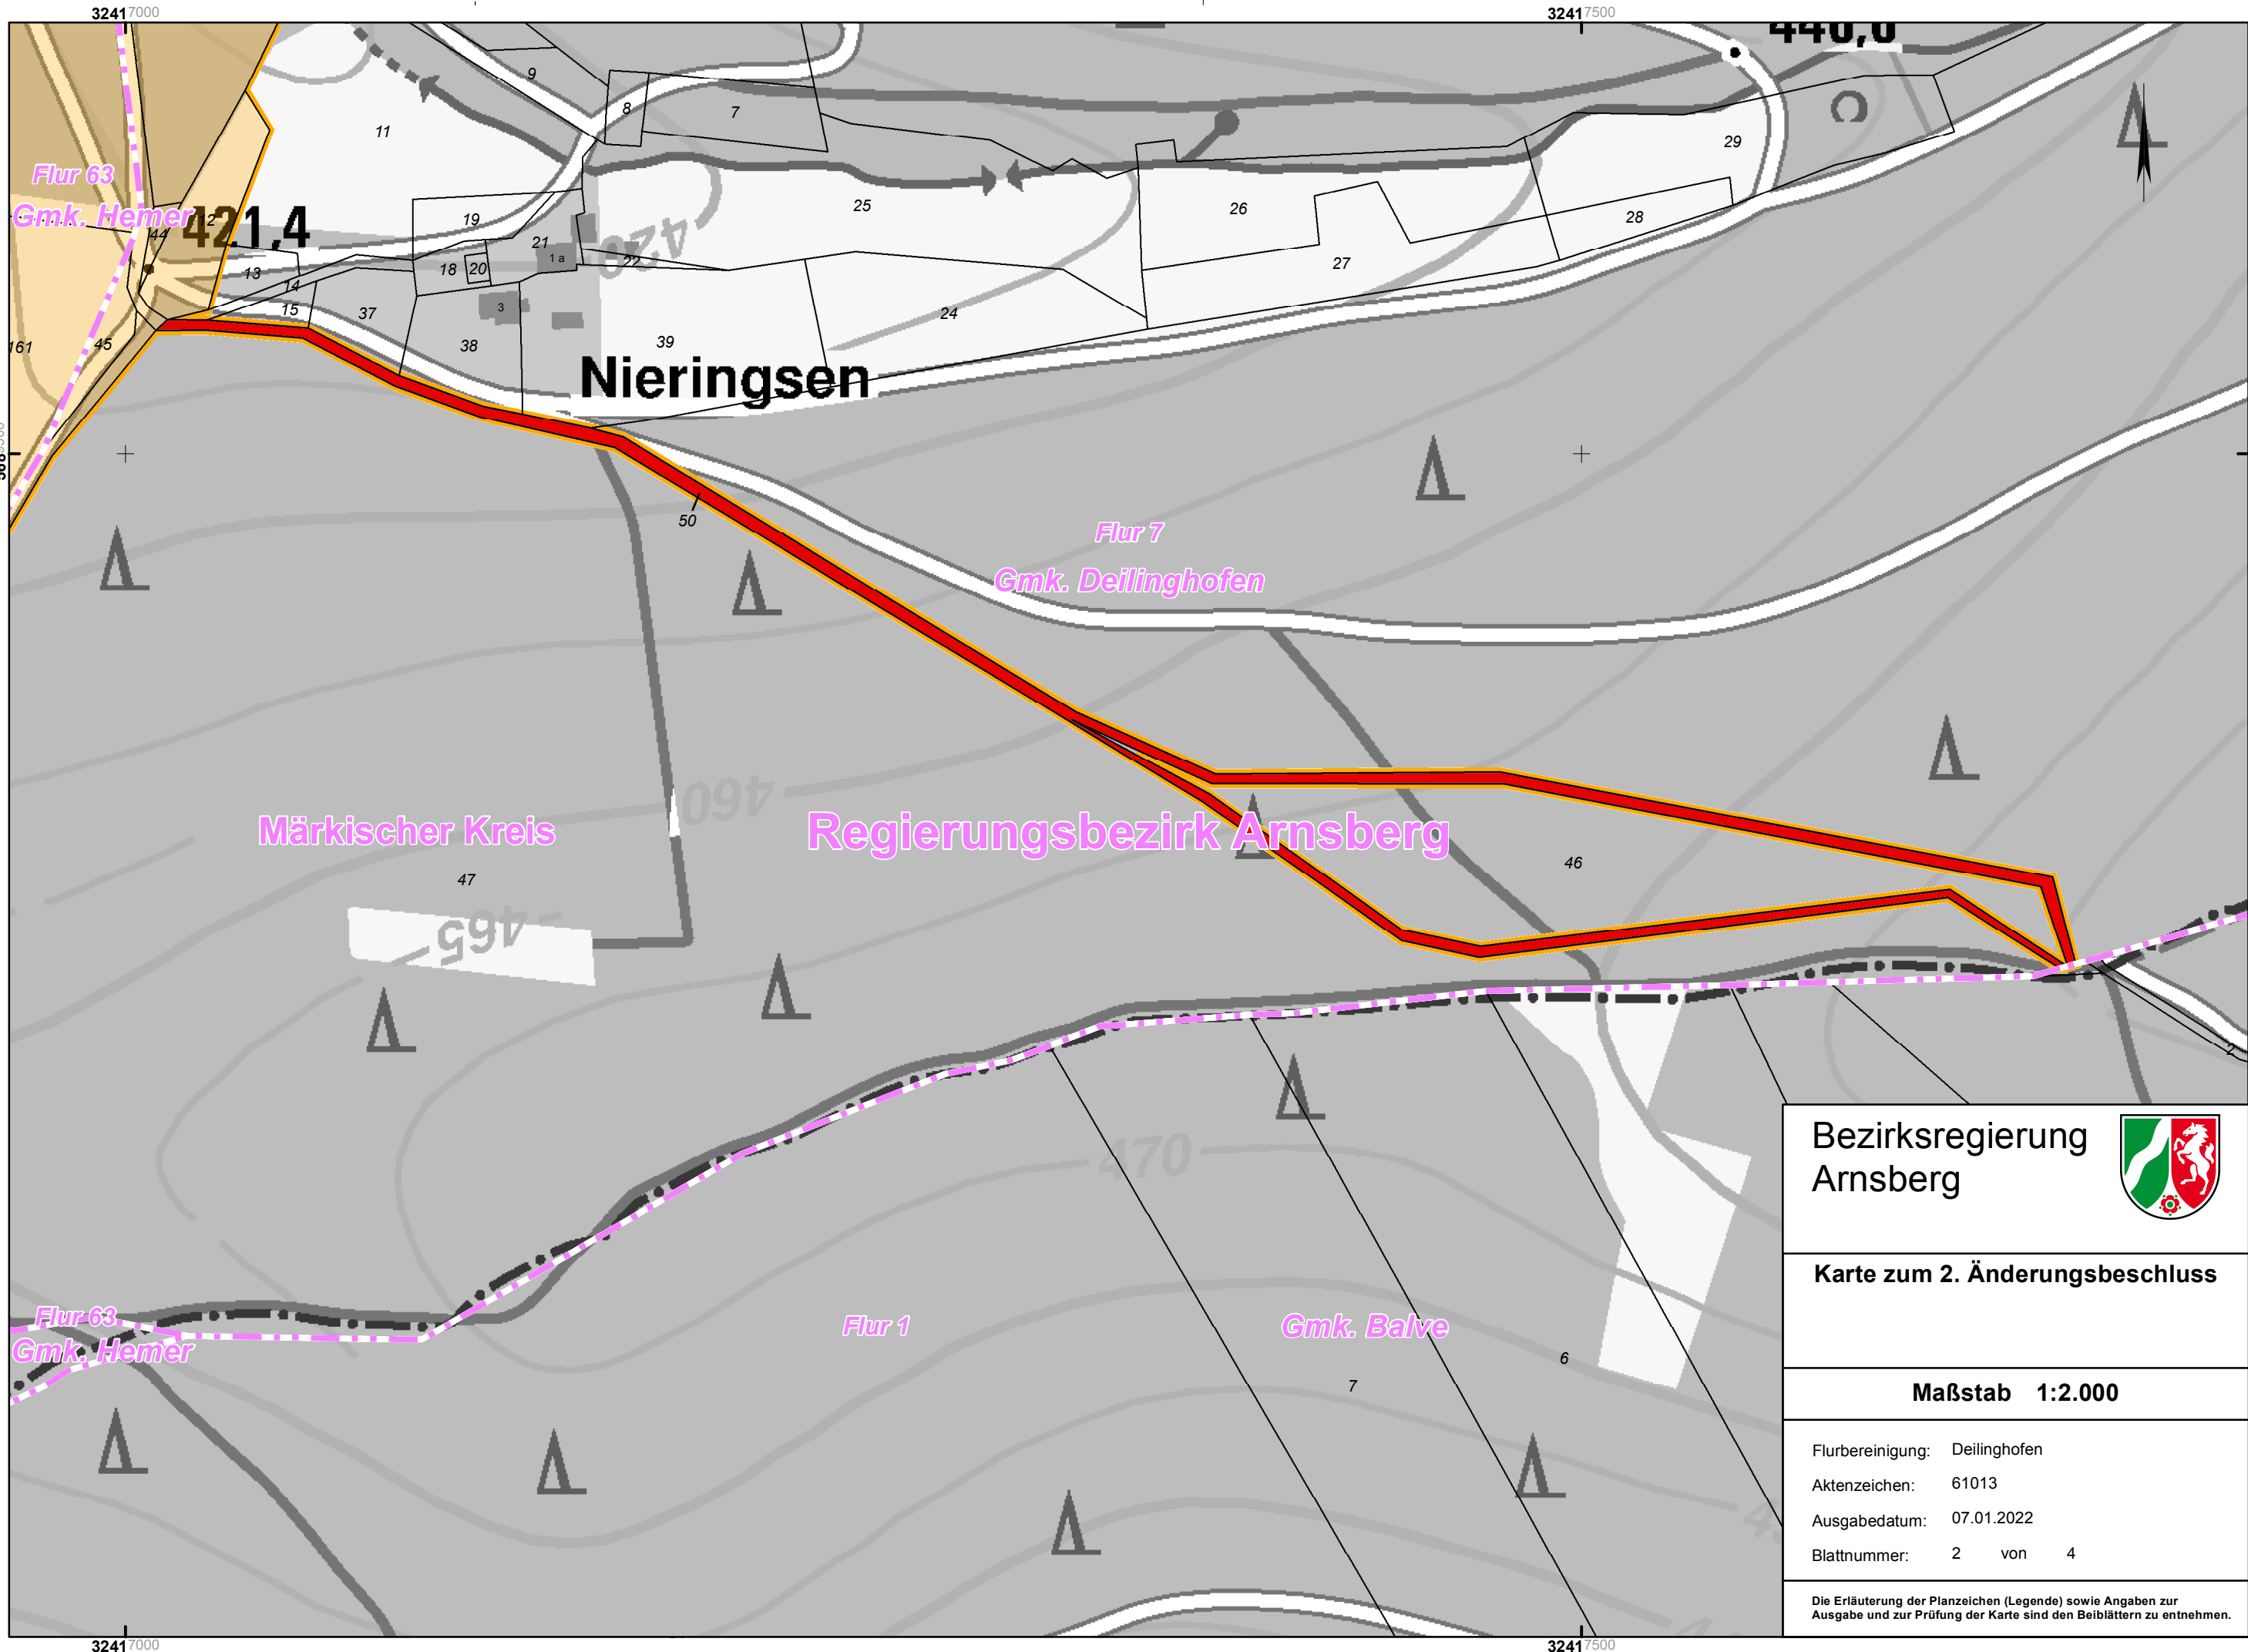 32417000
32417500
440,0
9
8
7
11
29
Flur 63
Gmk. Hemer
12
421,4
44
19
25
26
28
21
420
1 a
22
27
13
18
20
14
15
37
3
24
161
45
38
39
Nieringsen
50
Flur 7
Gmk. Deilinghofen
460
Märkischer Kreis
Regierungsbezirk Arnsberg
46
47
465
2
470
Flur 63
Gmk. Hemer
Flur 1
Gmk. Balve
6
7
Bezirksregierung
Arnsberg
Karte zum 2. Änderungsbeschluss
Maßstab 1:2.000
Flurbereinigung: Deilinghofen
Aktenzeichen: 61013
Ausgabedatum: 07.01.2022
Blattnummer: 2 von 4
Die Erläuterung der Planzeichen (Legende) sowie Angaben zur
Ausgabe und zur Prüfung der Karte sind den Beiblättern zu entnehmen.
32417000
32417500